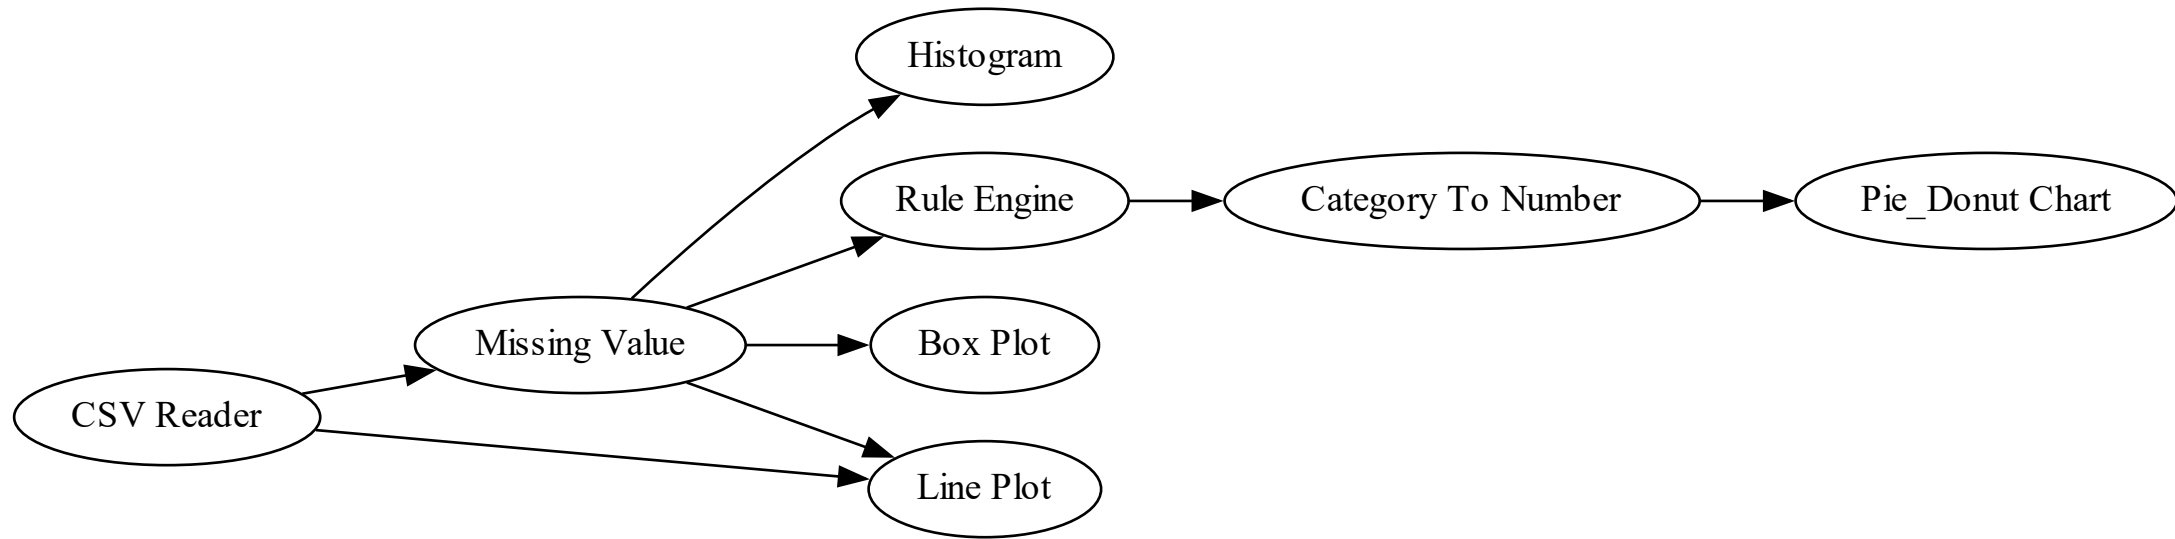 Histogram
Rule Engine
Category To Number
Pie_Donut Chart
Missing Value
Box Plot
CSV Reader
Line Plot